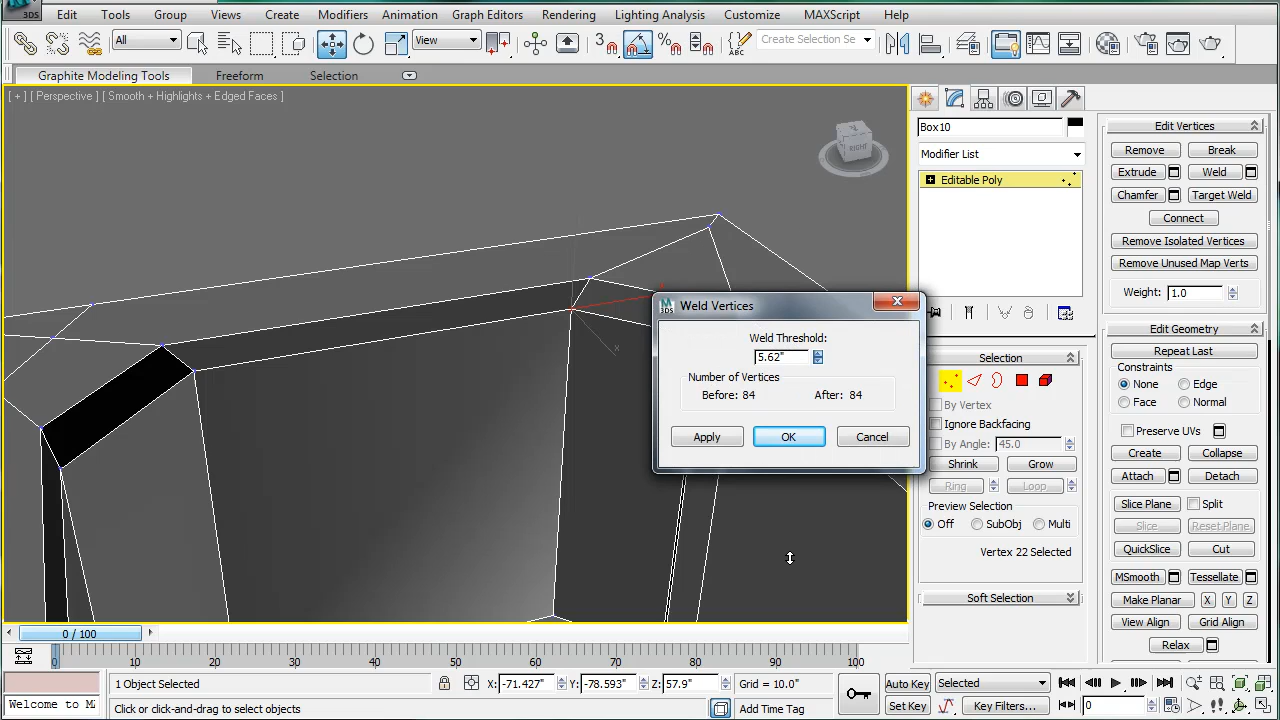 3DS Edit Tools Group Views Create Modifiers Animation Graph Editors Rendering Lighting Analysis Customize MAXScript Help
All View 3 % ABC Create Selection Se
Graphite Modeling Tools Freeform Selection
[ + ] [ Perspective ] [ Smooth + Highlights + Edged Faces ]
RIGHT
x
Box10
Modifier List
Editable Poly
Edit Vertices
Remove Break
Extrude Weld
Chamfer Target Weld
Connect
Remove Isolated Vertices
Remove Unused Map Verts
Weight: 1.0
Edit Geometry
Repeat Last
Constraints
None Edge
Face Normal
Preserve UVs
Create Collapse
Attach Detach
Slice Plane Split
Slice Reset Plane
QuickSlice Cut
MSmooth Tessellate
Make Planar X Y Z
View Align Grid Align
Relax
Selection
By Vertex
Ignore Backfacing
By Angle: 45.0
Shrink Grow
Ring Loop
Preview Selection
Off SubObj Multi
Vertex 22 Selected
Soft Selection
3DS Weld Vertices
Weld Threshold:
5.62"
Number of Vertices
Before: 84 After: 84
Apply OK Cancel
0 / 100
0 10 20 30 40 50 60 70 80 90 100
1 Object Selected X: -71.427" Y: -78.593" Z: 57.9" Grid = 10.0" Auto Key Selected
Welcome to M Click or click-and-drag to select objects Add Time Tag Set Key Key Filters... 0